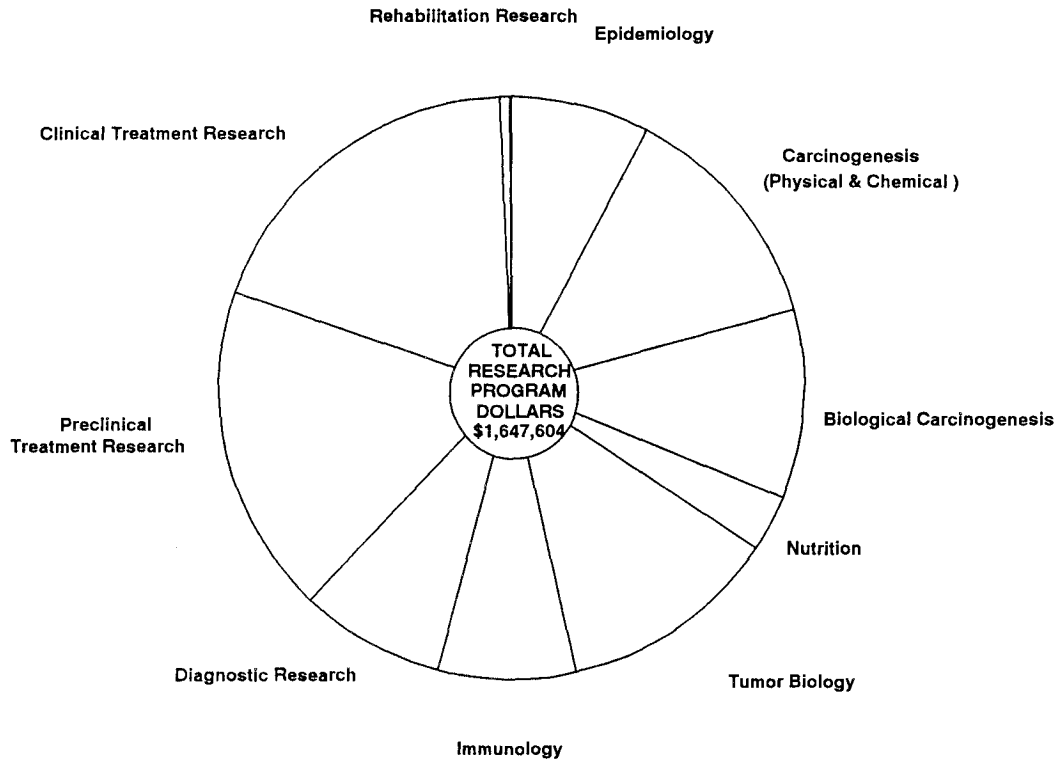 Rehabilitation Research
Epidemiology
Clinical Treatment Research
Carcinogenesis
(Physical & Chemical )
TOTAL
RESEARCH
PROGRAM
DOLLARS
$1,647,604
Biological Carcinogenesis
Preclinical
Treatment Research
Nutrition
Diagnostic Research
Tumor Biology
Immunology